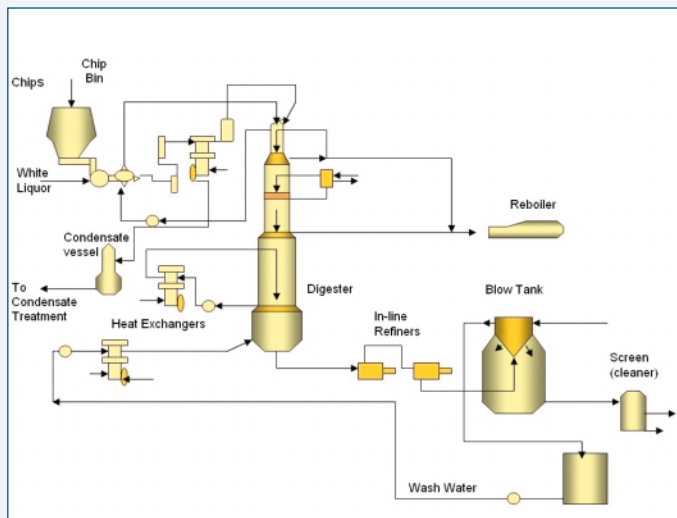 Chip
Bin
Chips
White
Liquor
Condensate
vessel
To
Condensate
Treatment
Heat Exchangers
Digester
Reboiler
In-line
Refiners
Blow Tank
Screen
(cleaner)
Wash Water